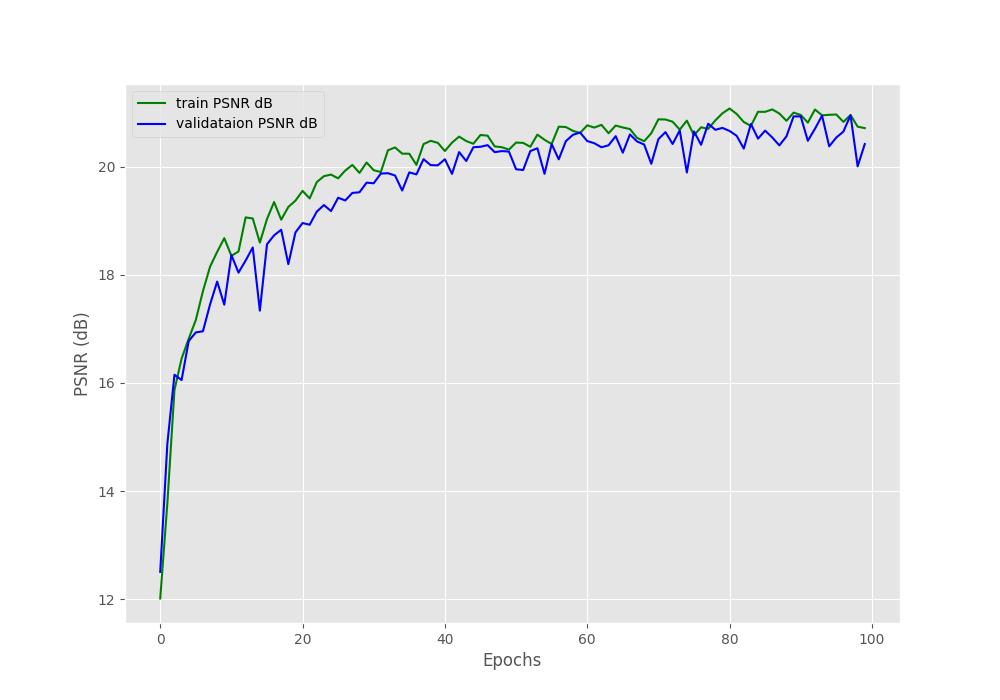 train PSNR dB
validataion PSNR dB
20
18
16
14
12
PSNR (dB)
0 20 40 60 80 100
Epochs